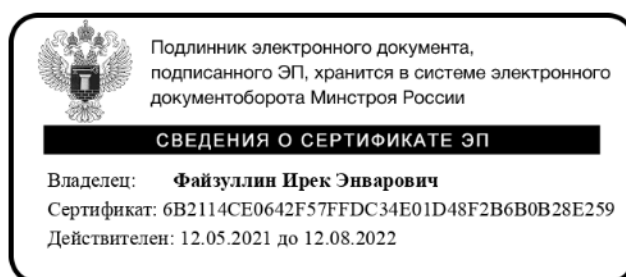 Подлинник электронного документа,
подписанного ЭП, хранится в системе электронного
документоборота Минстроя России
СВЕДЕНИЯ О СЕРТИФИКАТЕ ЭП
Владелец: Файзуллин Ирек Энварович
Сертификат: 6B2114CE0642F57FFDC34E01D48F2B6B0B28E259
Действителен: 12.05.2021 до 12.08.2022